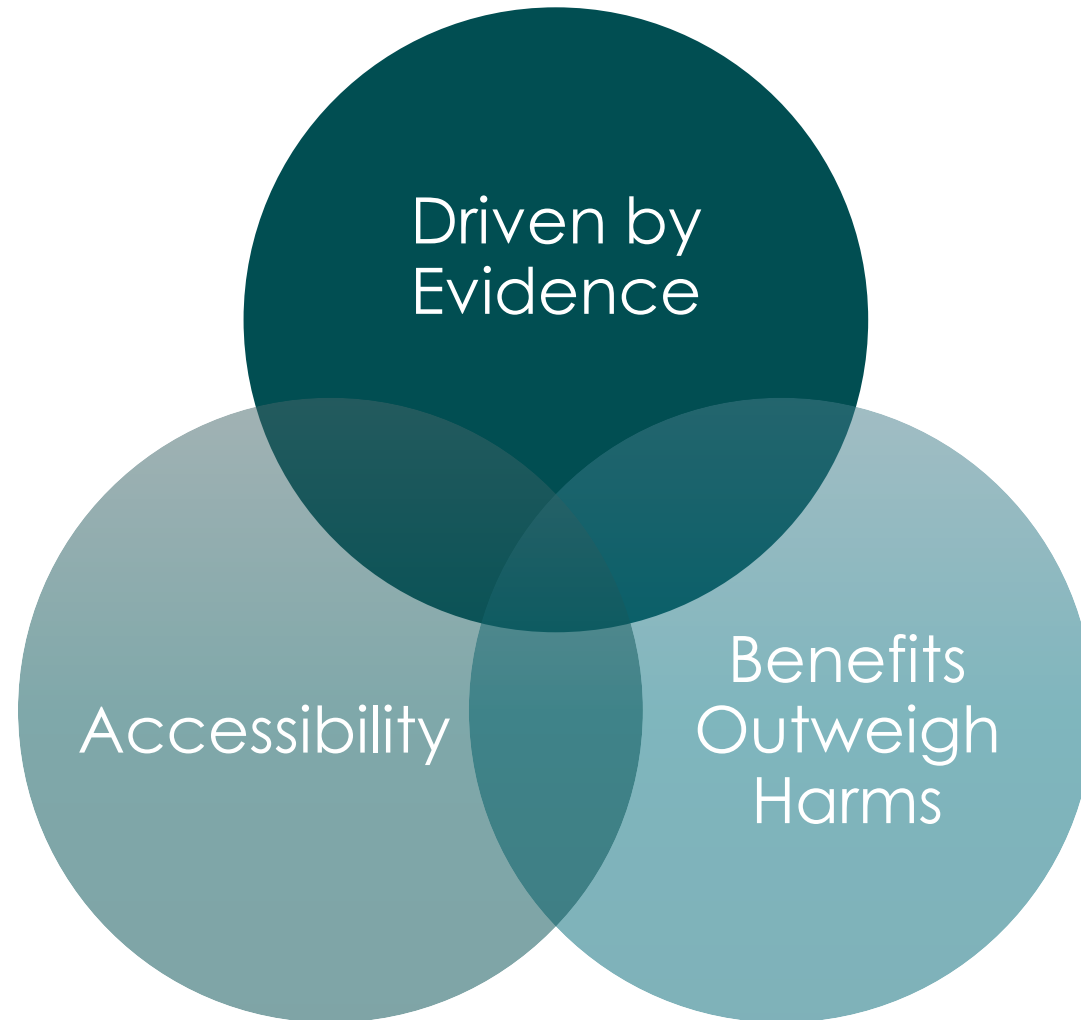 Driven by
Evidence
Accessibility
Benefits
Outweigh
Harms